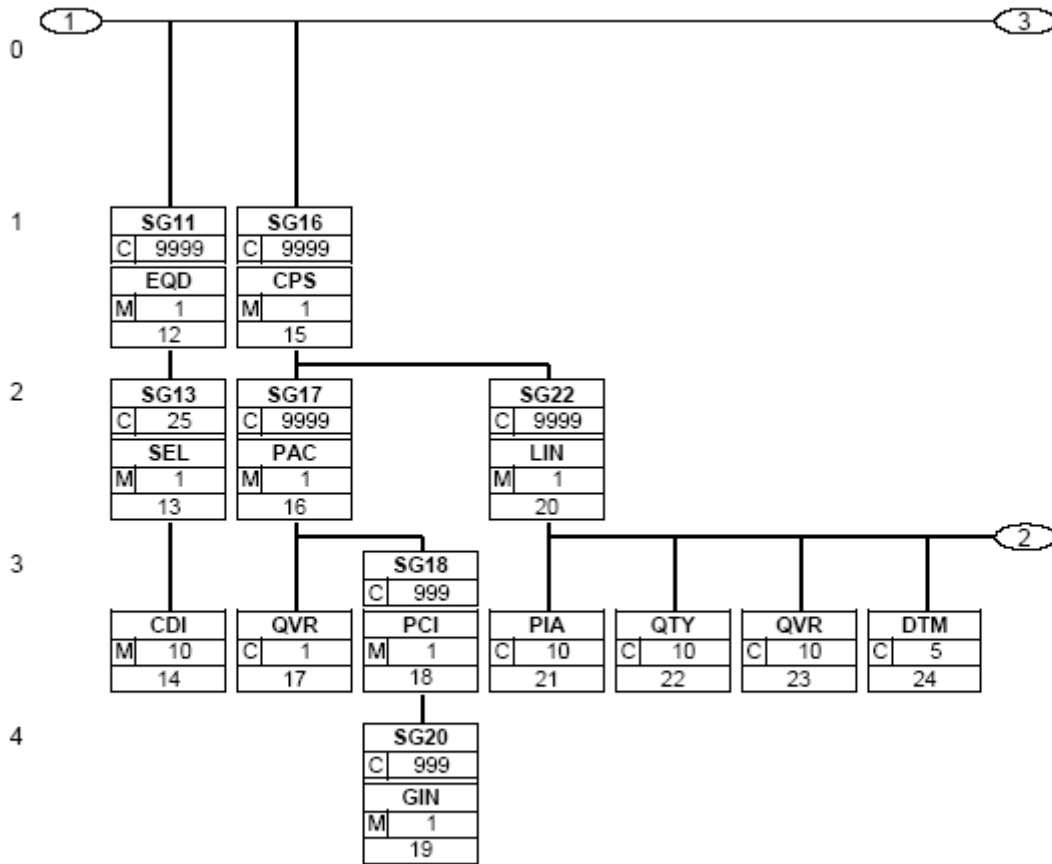 1 3
0
1 SG11 SG16
C 9999 C 9999
EQD CPS
M 1 M 1
12 15
2 SG13 SG17 SG22
C 25 C 9999 C 9999
SEL PAC LIN
M 1 M 1 M 1
13 16 20
2
3 SG18
C 999
CDI QVR PCI PIA QTY QVR DTM
M 10 C 1 M 1 C 10 C 10 C 10 C 5
14 17 18 21 22 23 24
4 SG20
C 999
GIN
M 1
19